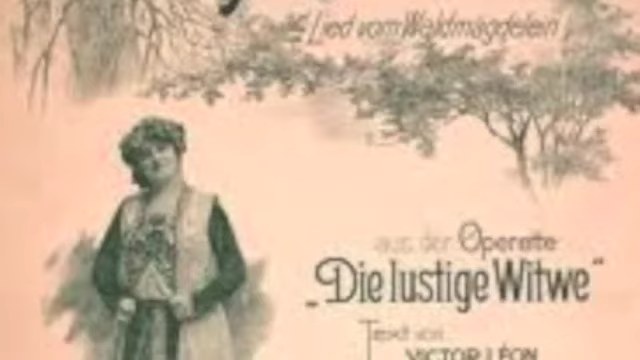 (Lied vom Waldmägdelein)
aus der Operette
„Die lustige Witwe“
Text von
VICTOR LÉON